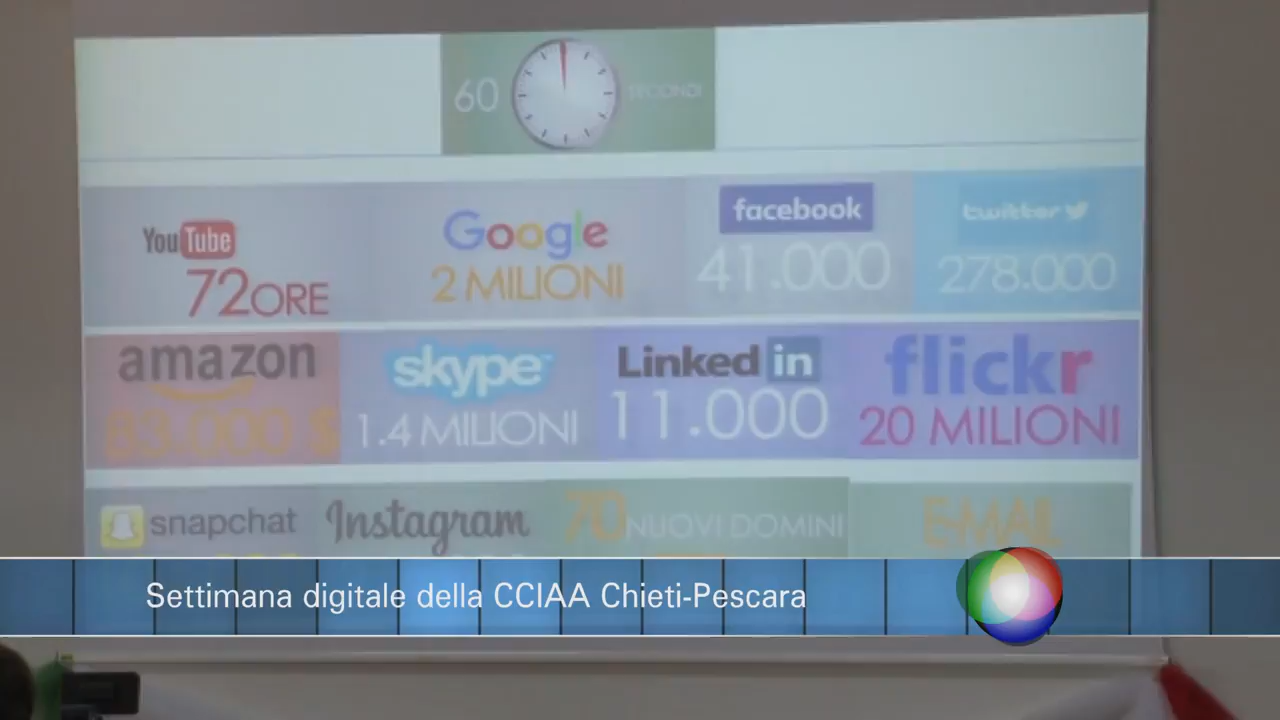 60 SECONDI
YouTube
72 ORE
Google
2 MILIONI
facebook
41.000
twitter
278.000
amazon
83.000 $
skype
1.4 MILIONI
Linked in
11.000
flickr
20 MILIONI
snapchat
Instagram
70 NUOVI DOMINI
E-MAIL
Settimana digitale della CCIAA Chieti-Pescara